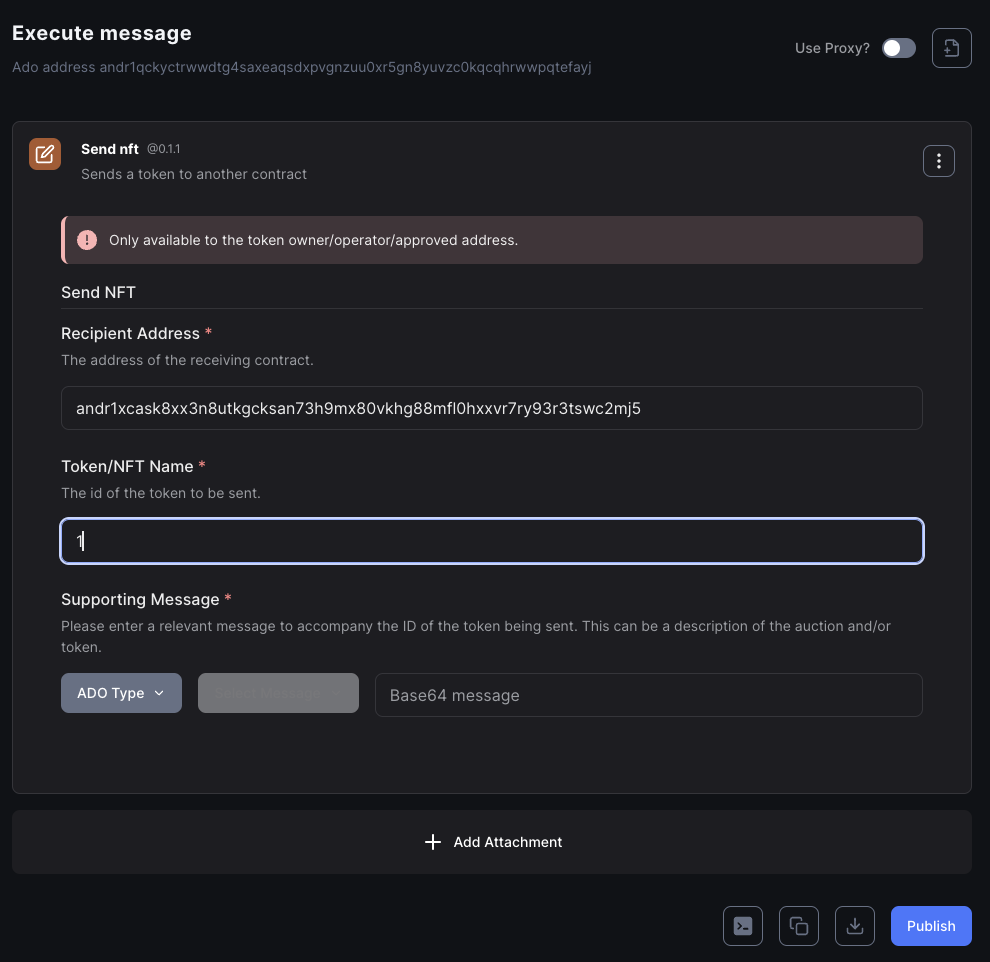 Execute message
Use Proxy?
Ado address andr1qckyctrwwdtg4saxeaqsdxpvgnzuu0xr5gn8yuvzc0kqcqhrwwpqtefayj
Send nft @0.1.1
Sends a token to another contract
Only available to the token owner/operator/approved address.
Send NFT
Recipient Address *
The address of the receiving contract.
andr1xcask8xx3n8utkgcksan73h9mx80vkhg88mfl0hxxvr7ry93r3tswc2mj5
Token/NFT Name *
The id of the token to be sent.
1
Supporting Message *
Please enter a relevant message to accompany the ID of the token being sent. This can be a description of the auction and/or
token.
ADO Type
Select Message
Base64 message
Add Attachment
Publish